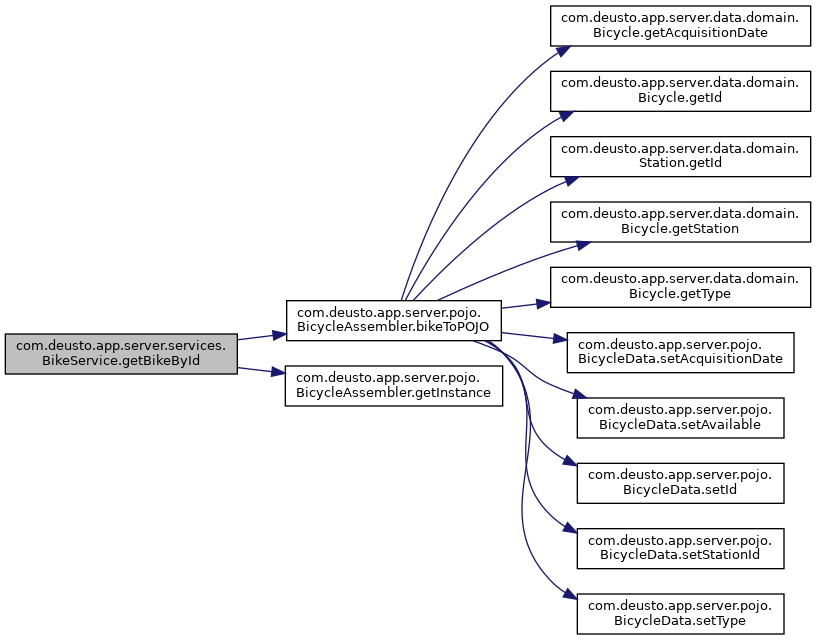 com.deusto.app.server.services.
BikeService.getBikeById
com.deusto.app.server.pojo.
BicycleAssembler.bikeToPOJO
com.deusto.app.server.pojo.
BicycleAssembler.getInstance
com.deusto.app.server.data.domain.
Bicycle.getAcquisitionDate
com.deusto.app.server.data.domain.
Bicycle.getId
com.deusto.app.server.data.domain.
Station.getId
com.deusto.app.server.data.domain.
Bicycle.getStation
com.deusto.app.server.data.domain.
Bicycle.getType
com.deusto.app.server.pojo.
BicycleData.setAcquisitionDate
com.deusto.app.server.pojo.
BicycleData.setAvailable
com.deusto.app.server.pojo.
BicycleData.setId
com.deusto.app.server.pojo.
BicycleData.setStationId
com.deusto.app.server.pojo.
BicycleData.setType